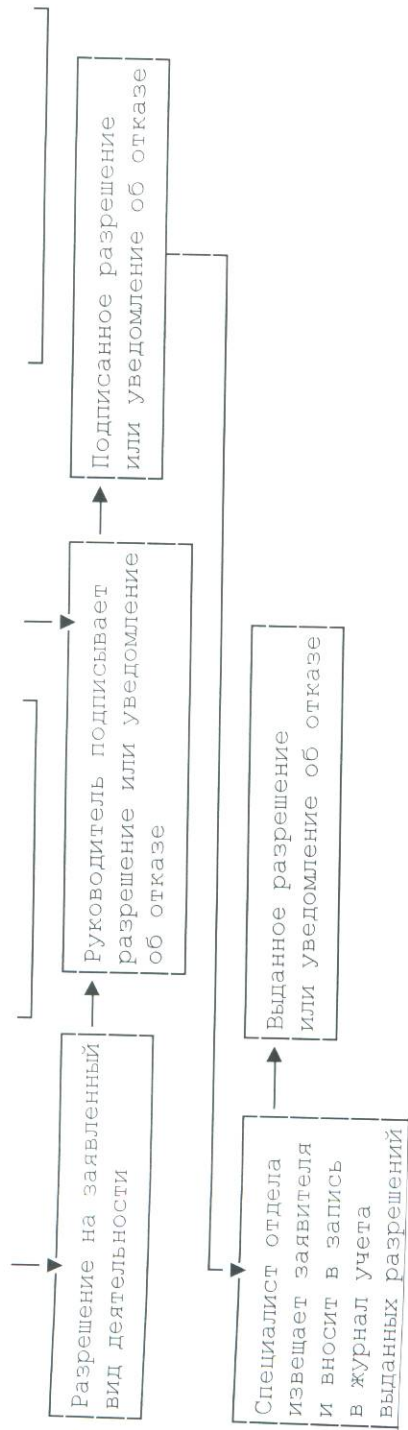 Разрешение на заявленный
вид деятельности
Руководитель подписывает
разрешение или уведомление
об отказе
Подписанное разрешение
или уведомление об отказе
Специалист отдела
извещает заявителя
и вносит в запись
в журнал учета
выданных разрешений
Выданное разрешение
или уведомление об отказе